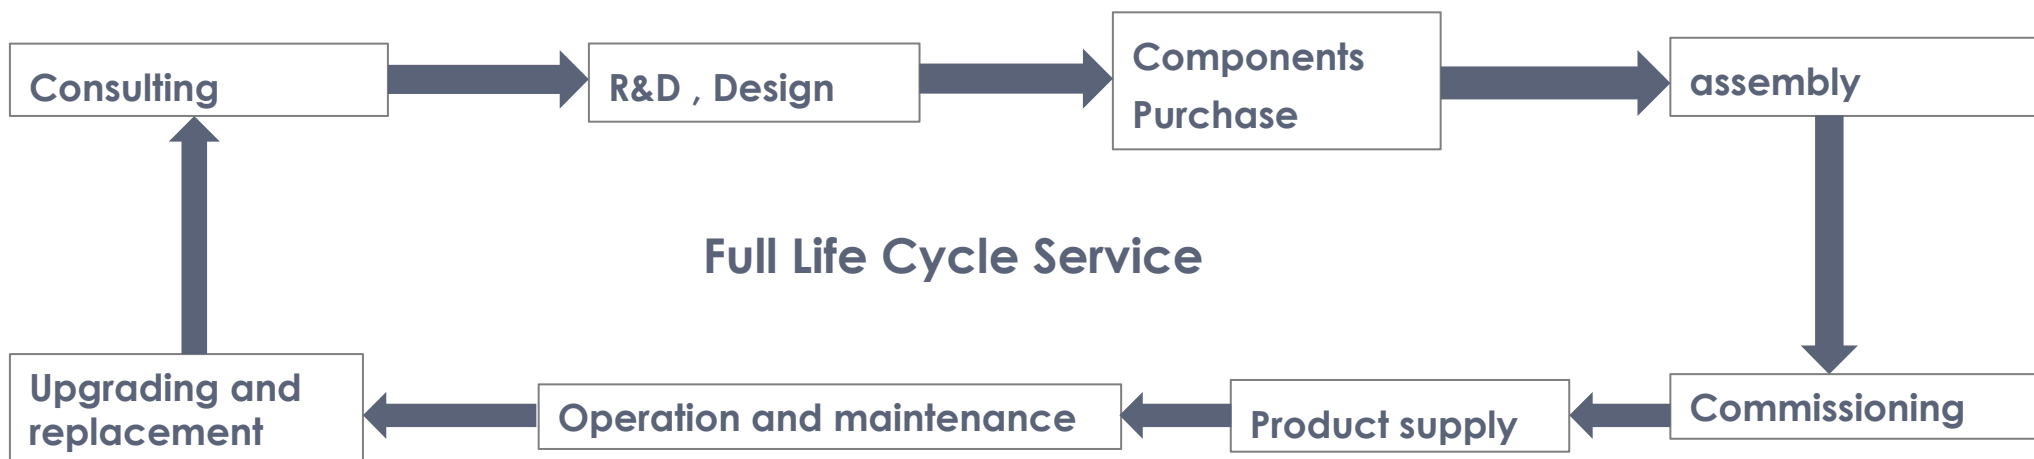 Consulting
R&D , Design
Components
Purchase
assembly
Full Life Cycle Service
Upgrading and
replacement
Operation and maintenance
Product supply
Commissioning